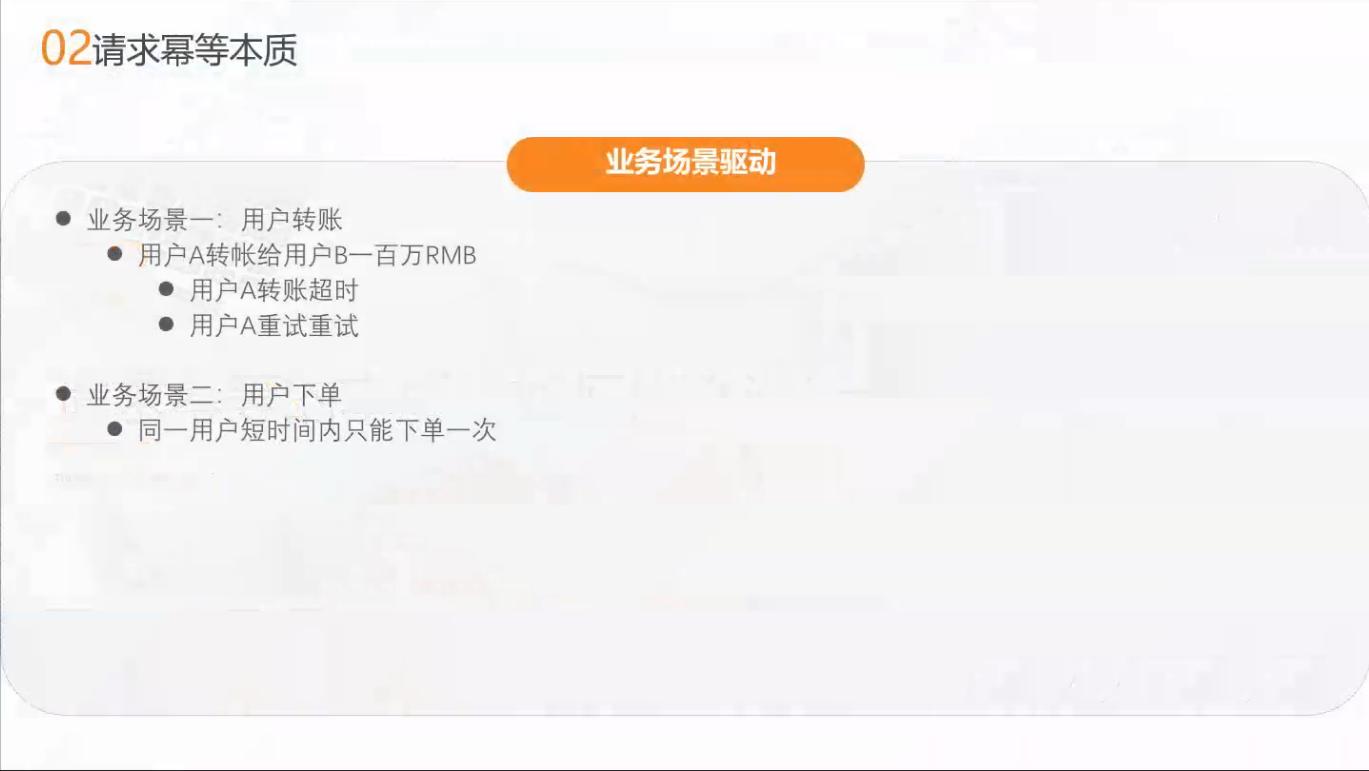 02请求幂等本质
业务场景驱动
业务场景一：用户转账
用户A转帐给用户B一百万RMB
用户A转账超时
用户A重试重试
业务场景二：用户下单
同一用户短时间内只能下单一次